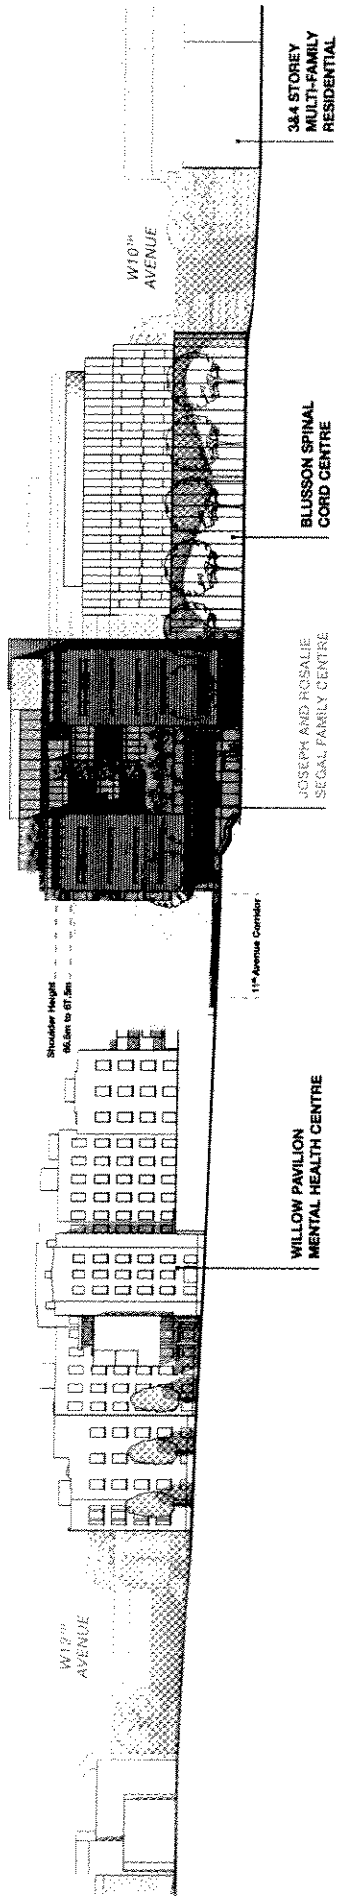 W12TH
AVENUE
Shoulder Height
66.5m to 67.5m
W10TH
AVENUE
11th Avenue Corridor
WILLOW PAVILION
MENTAL HEALTH CENTRE
JOSEPH AND ROSALIE
SEGAL FAMILY CENTRE
BLUSSON SPINAL
CORD CENTRE
3&4 STOREY
MULTI-FAMILY
RESIDENTIAL